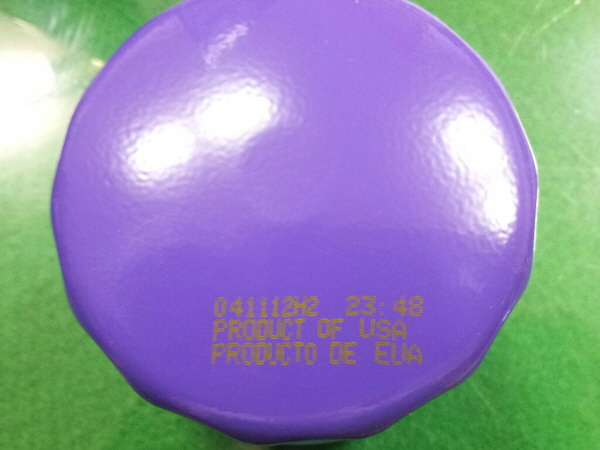 041112H2 23:48
PRODUCT OF USA
PRODUCTO DE EUA